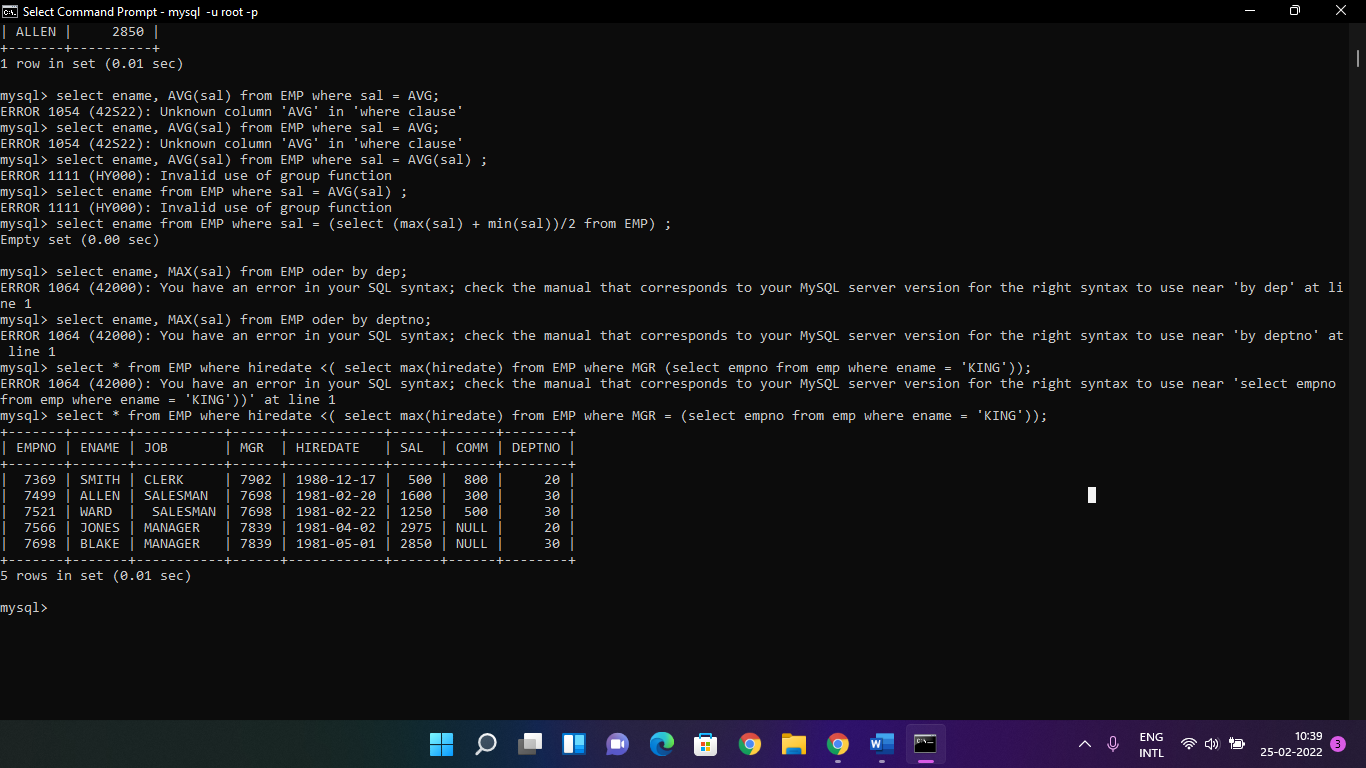 Select Command Prompt - mysql -u root -p
| ALLEN |     2850 |
+-------+----------+
1 row in set (0.01 sec)
mysql> select ename, AVG(sal) from EMP where sal = AVG;
ERROR 1054 (42S22): Unknown column 'AVG' in 'where clause'
mysql> select ename, AVG(sal) from EMP where sal = AVG;
ERROR 1054 (42S22): Unknown column 'AVG' in 'where clause'
mysql> select ename, AVG(sal) from EMP where sal = AVG(sal) ;
ERROR 1111 (HY000): Invalid use of group function
mysql> select ename from EMP where sal = AVG(sal) ;
ERROR 1111 (HY000): Invalid use of group function
mysql> select ename from EMP where sal = (select (max(sal) + min(sal))/2 from EMP) ;
Empty set (0.00 sec)
mysql> select ename, MAX(sal) from EMP oder by dep;
ERROR 1064 (42000): You have an error in your SQL syntax; check the manual that corresponds to your MySQL server version for the right syntax to use near 'by dep' at li
ne 1
mysql> select ename, MAX(sal) from EMP oder by deptno;
ERROR 1064 (42000): You have an error in your SQL syntax; check the manual that corresponds to your MySQL server version for the right syntax to use near 'by deptno' at
 line 1
mysql> select * from EMP where hiredate <( select max(hiredate) from EMP where MGR (select empno from emp where ename = 'KING'));
ERROR 1064 (42000): You have an error in your SQL syntax; check the manual that corresponds to your MySQL server version for the right syntax to use near 'select empno
from emp where ename = 'KING'))' at line 1
mysql> select * from EMP where hiredate <( select max(hiredate) from EMP where MGR = (select empno from emp where ename = 'KING'));
+-------+-------+-----------+------+------------+------+------+--------+
| EMPNO | ENAME | JOB       | MGR  | HIREDATE   | SAL  | COMM | DEPTNO |
+-------+-------+-----------+------+------------+------+------+--------+
|  7369 | SMITH | CLERK     | 7902 | 1980-12-17 |  500 |  800 |     20 |
|  7499 | ALLEN | SALESMAN  | 7698 | 1981-02-20 | 1600 |  300 |     30 |
|  7521 | WARD  |  SALESMAN | 7698 | 1981-02-22 | 1250 |  500 |     30 |
|  7566 | JONES | MANAGER   | 7839 | 1981-04-02 | 2975 | NULL |     20 |
|  7698 | BLAKE | MANAGER   | 7839 | 1981-05-01 | 2850 | NULL |     30 |
+-------+-------+-----------+------+------------+------+------+--------+
5 rows in set (0.01 sec)
mysql>
ENG
INTL
10:39
25-02-2022
3